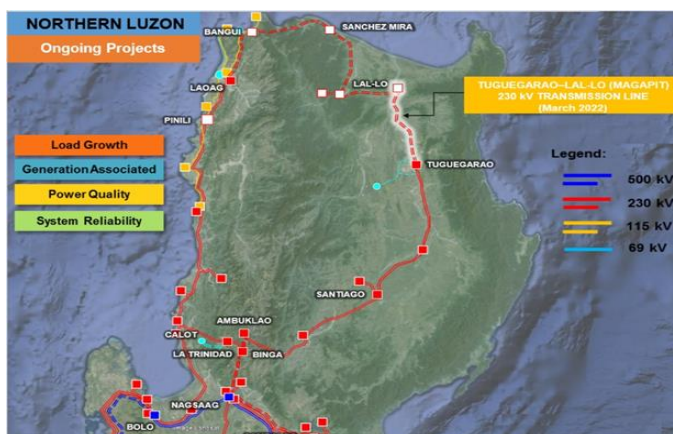 NORTHERN LUZON
Ongoing Projects
BANGUI
SANCHEZ MIRA
LAOAG
LAL-LO
TUGUEGARAO–LAL-LO (MAGAPIT)
230 kV TRANSMISSION LINE
(March 2022)
PINILI
Load Growth
Generation Associated
Power Quality
System Reliability
TUGUEGARAO
Legend:
500 kV
230 kV
115 kV
69 kV
SANTIAGO
AMBUKLAO
CALOT
LA TRINIDAD
BINGA
NAGSAAG
BOLO